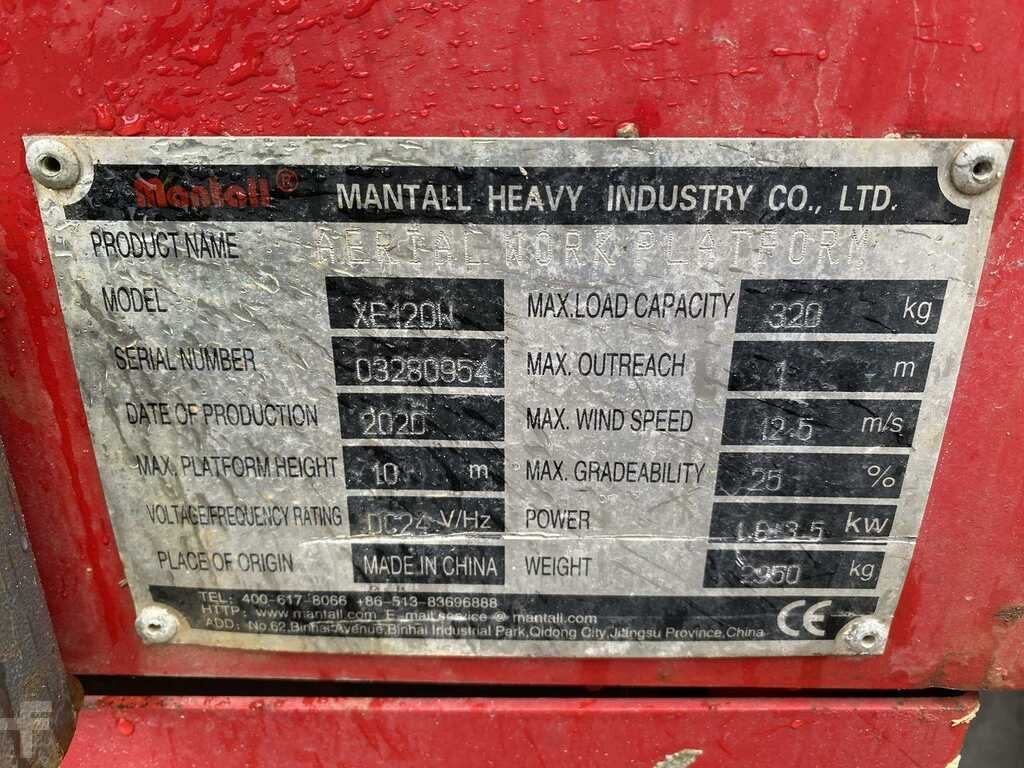 Mantall® MANTALL HEAVY INDUSTRY CO., LTD.
PRODUCT NAME AERIAL WORK PLATFORM
MODEL XE120W MAX.LOAD CAPACITY 320 kg
SERIAL NUMBER 03280954 MAX. OUTREACH m
DATE OF PRODUCTION 2020 MAX. WIND SPEED 12.5 m/s
MAX. PLATFORM HEIGHT 10 m MAX. GRADEABILITY 25 %
VOLTAGE/FREQUENCY RATING DC24 V/Hz POWER kw
PLACE OF ORIGIN MADE IN CHINA WEIGHT 2950 kg
TEL: 400-617-8066 +86-513-83696888
HTTP: www.mantall.com E-mail:service@mantall.com
ADD: No.62,Binhai Avenue,Binhai Industrial Park,Qidong City,Jiangsu Province,China
CE